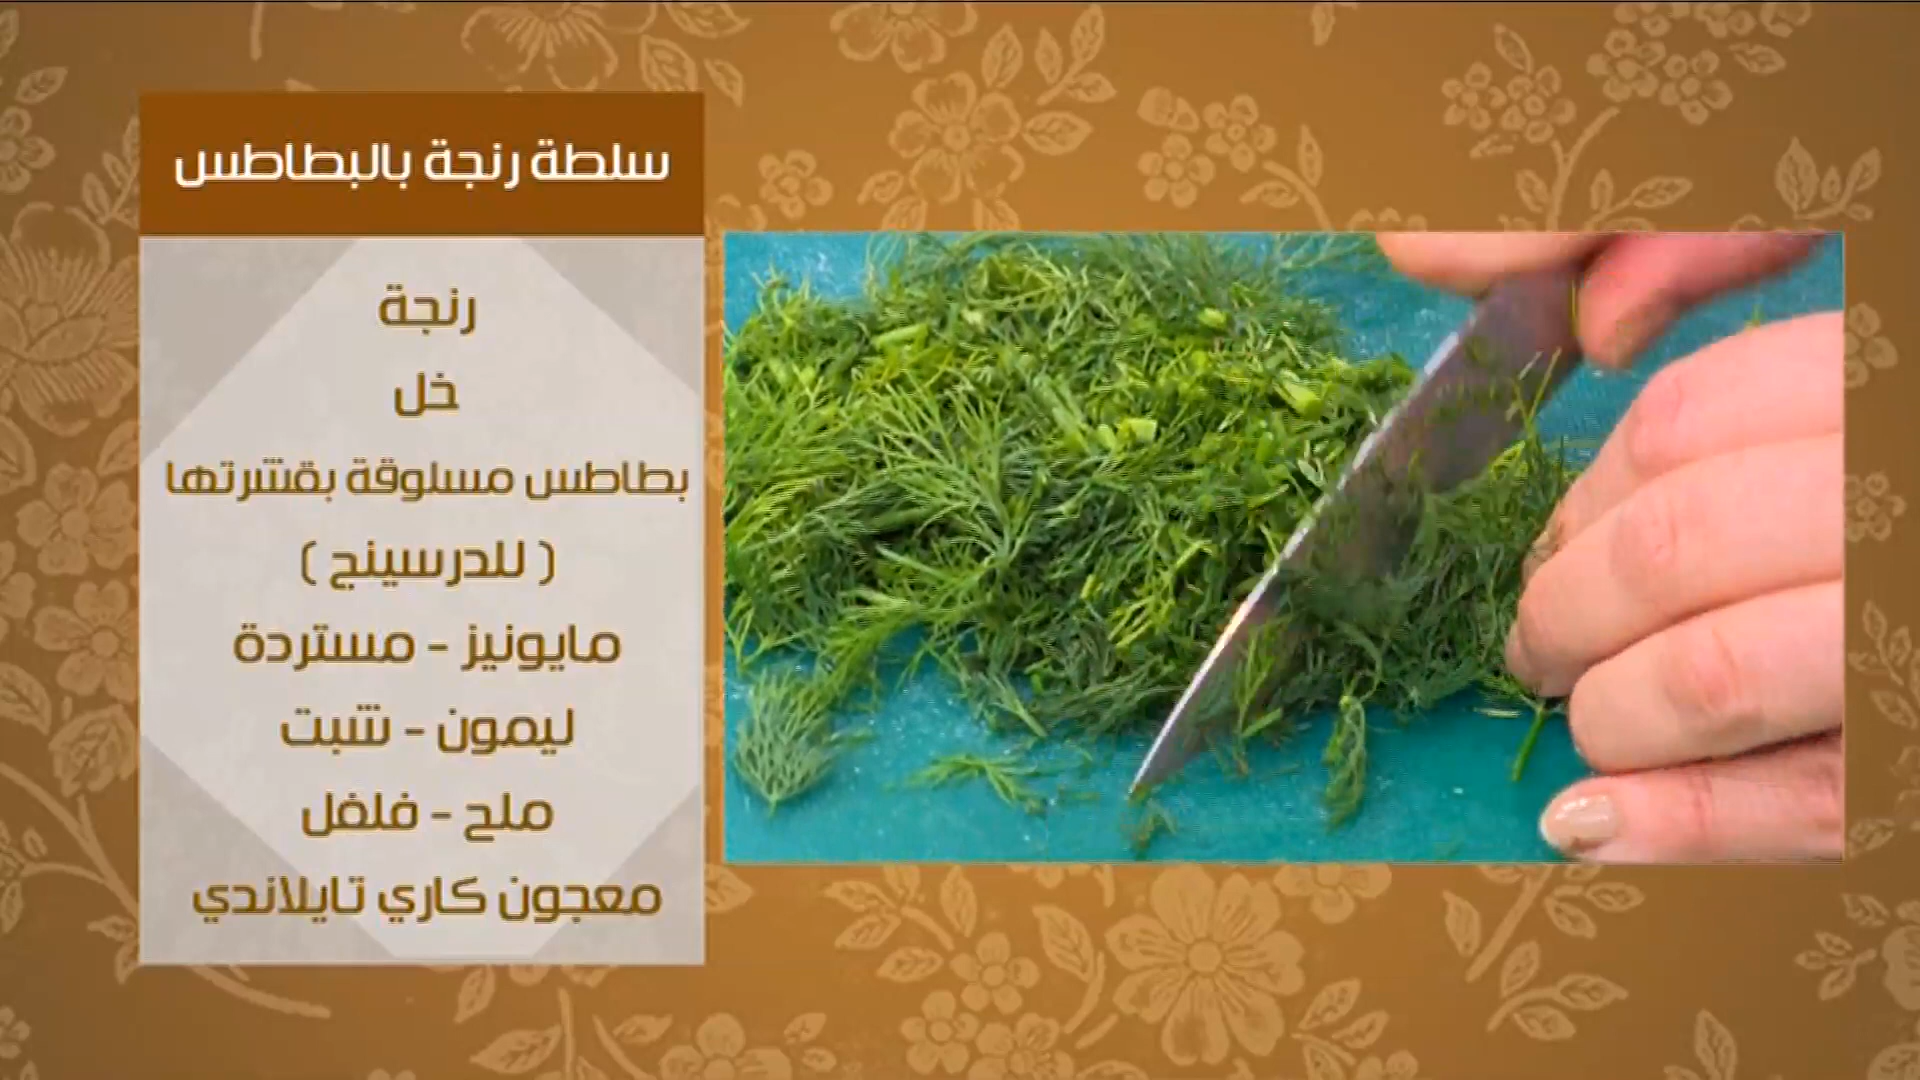 سلطة رنجة بالبطاطس
رنجة
خل
بطاطس مسلوقة بقشرتها
( للدرسينج )
مايونيز - مستردة
ليمون - شبت
ملح - فلفل
معجون كاري تايلاندي